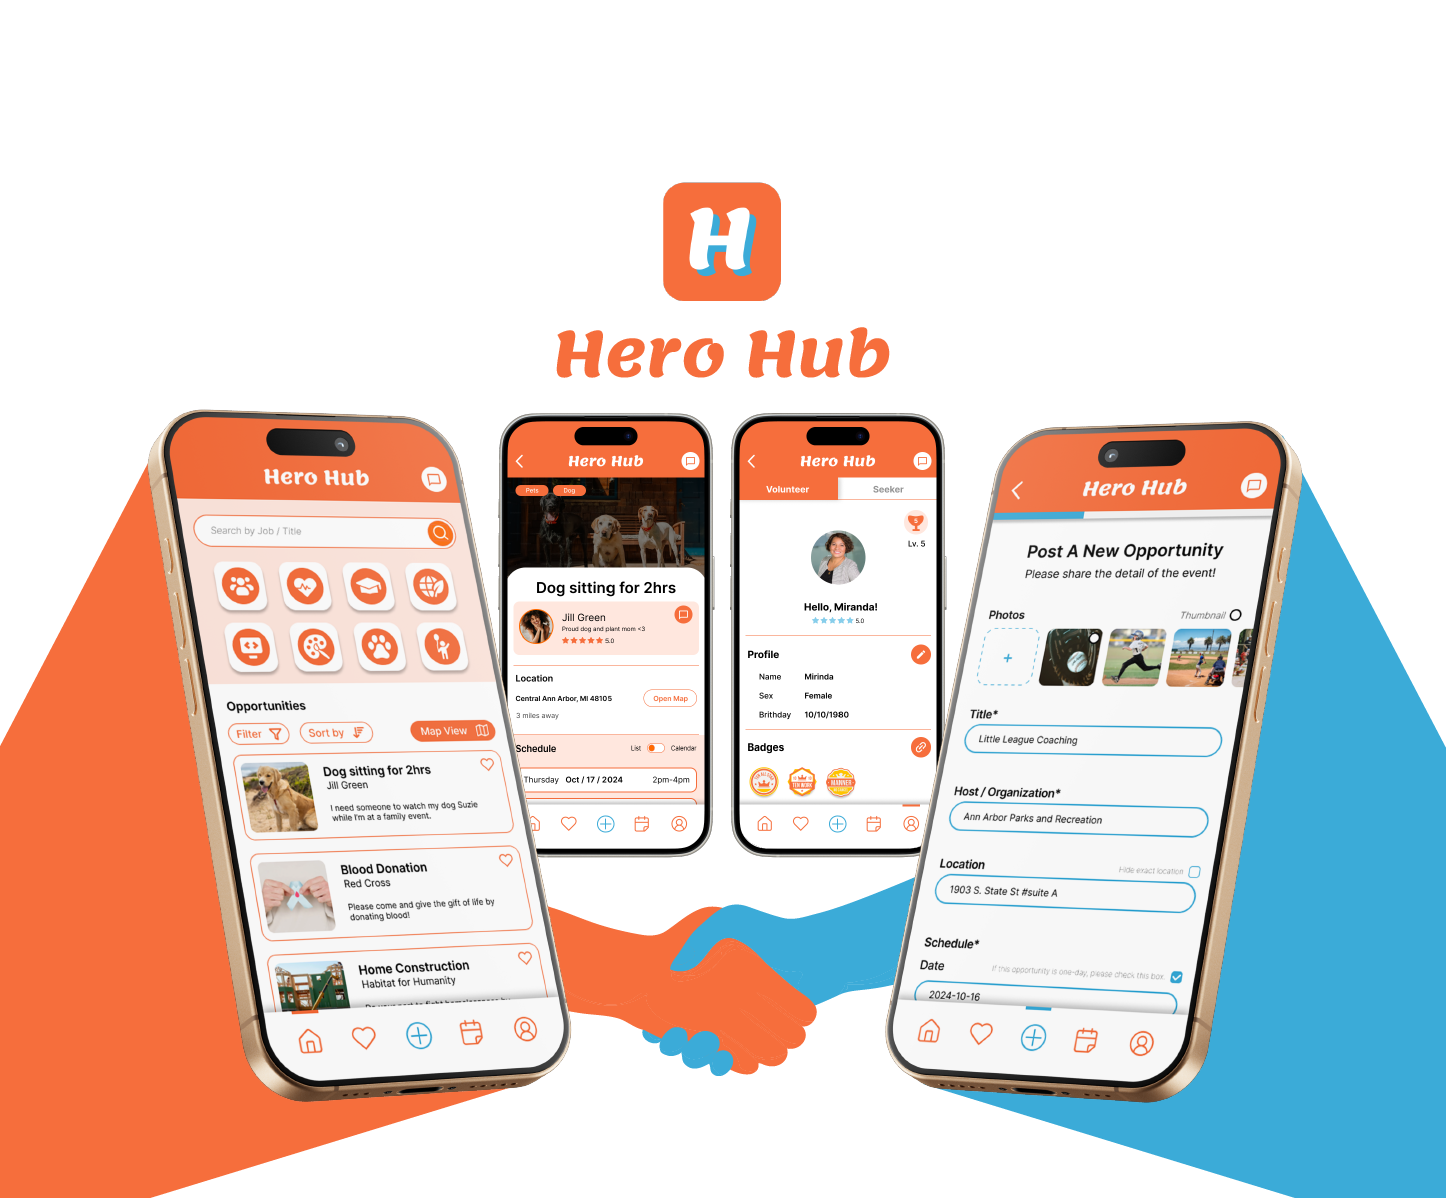 H
Hero Hub
Hero Hub
Search by Job / Title
Opportunities
Filter
Sort by
Map View
Dog sitting for 2hrs
Jill Green
I need someone to watch my dog Suzie
while I'm at a family event.
Blood Donation
Red Cross
Please come and give the gift of life by
donating blood!
Home Construction
Habitat for Humanity
Hero Hub
Pets
Dog
Dog sitting for 2hrs
Jill Green
Proud dog and plant mom <3
5.0
Location
Central Ann Arbor, MI 48105
Open Map
3 miles away
Schedule
List
Calendar
Thursday Oct / 17 / 2024 2pm-4pm
Hero Hub
Volunteer
Seeker
5
Lv. 5
Hello, Miranda!
5.0
Profile
Name Mirinda
Sex Female
Brithday 10/10/1980
Badges
MANNER
Hero Hub
Post A New Opportunity
Please share the detail of the event!
Photos
Thumbnail
+
Title*
Little League Coaching
Host / Organization*
Ann Arbor Parks and Recreation
Location
Hide exact location
1903 S. State St #suite A
Schedule*
Date
If this opportunity is one-day, please check this box
2024-10-16